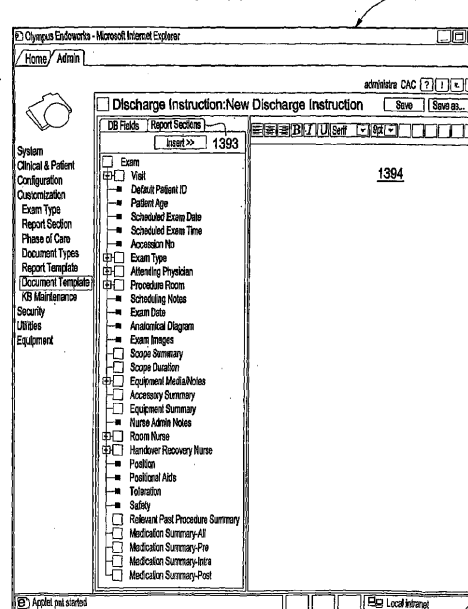 Olympus Endoworks - Microsoft Internet Explorer
Home Admin
administra CAC ? !
Discharge Instruction:New Discharge Instruction Save Save as...
DB Fields Report Sections
Insert >> 1393
B I U Serif 9pt
1394
System
Clinical & Patient
Configuration
Customization
Exam Type
Report Section
Phase of Care
Document Types
Report Template
Document Template
KB Maintenance
Security
Utilities
Equipment
Exam
Visit
Default Patient ID
Patient Age
Scheduled Exam Date
Scheduled Exam Time
Accession No
Exam Type
Attending Physician
Procedure Room
Scheduling Notes
Exam Date
Anatomical Diagram
Exam Images
Scope Summary
Scope Duration
Equipment Media/Notes
Accessory Summary
Equipment Summary
Nurse Admin Notes
Room Nurse
Handover Recovery Nurse
Position
Positional Aids
Toleration
Safety
Relevant Past Procedure Summary
Medication Summary-All
Medication Summary-Pre
Medication Summary-Intra
Medication Summary-Post
Applet started
Local intranet